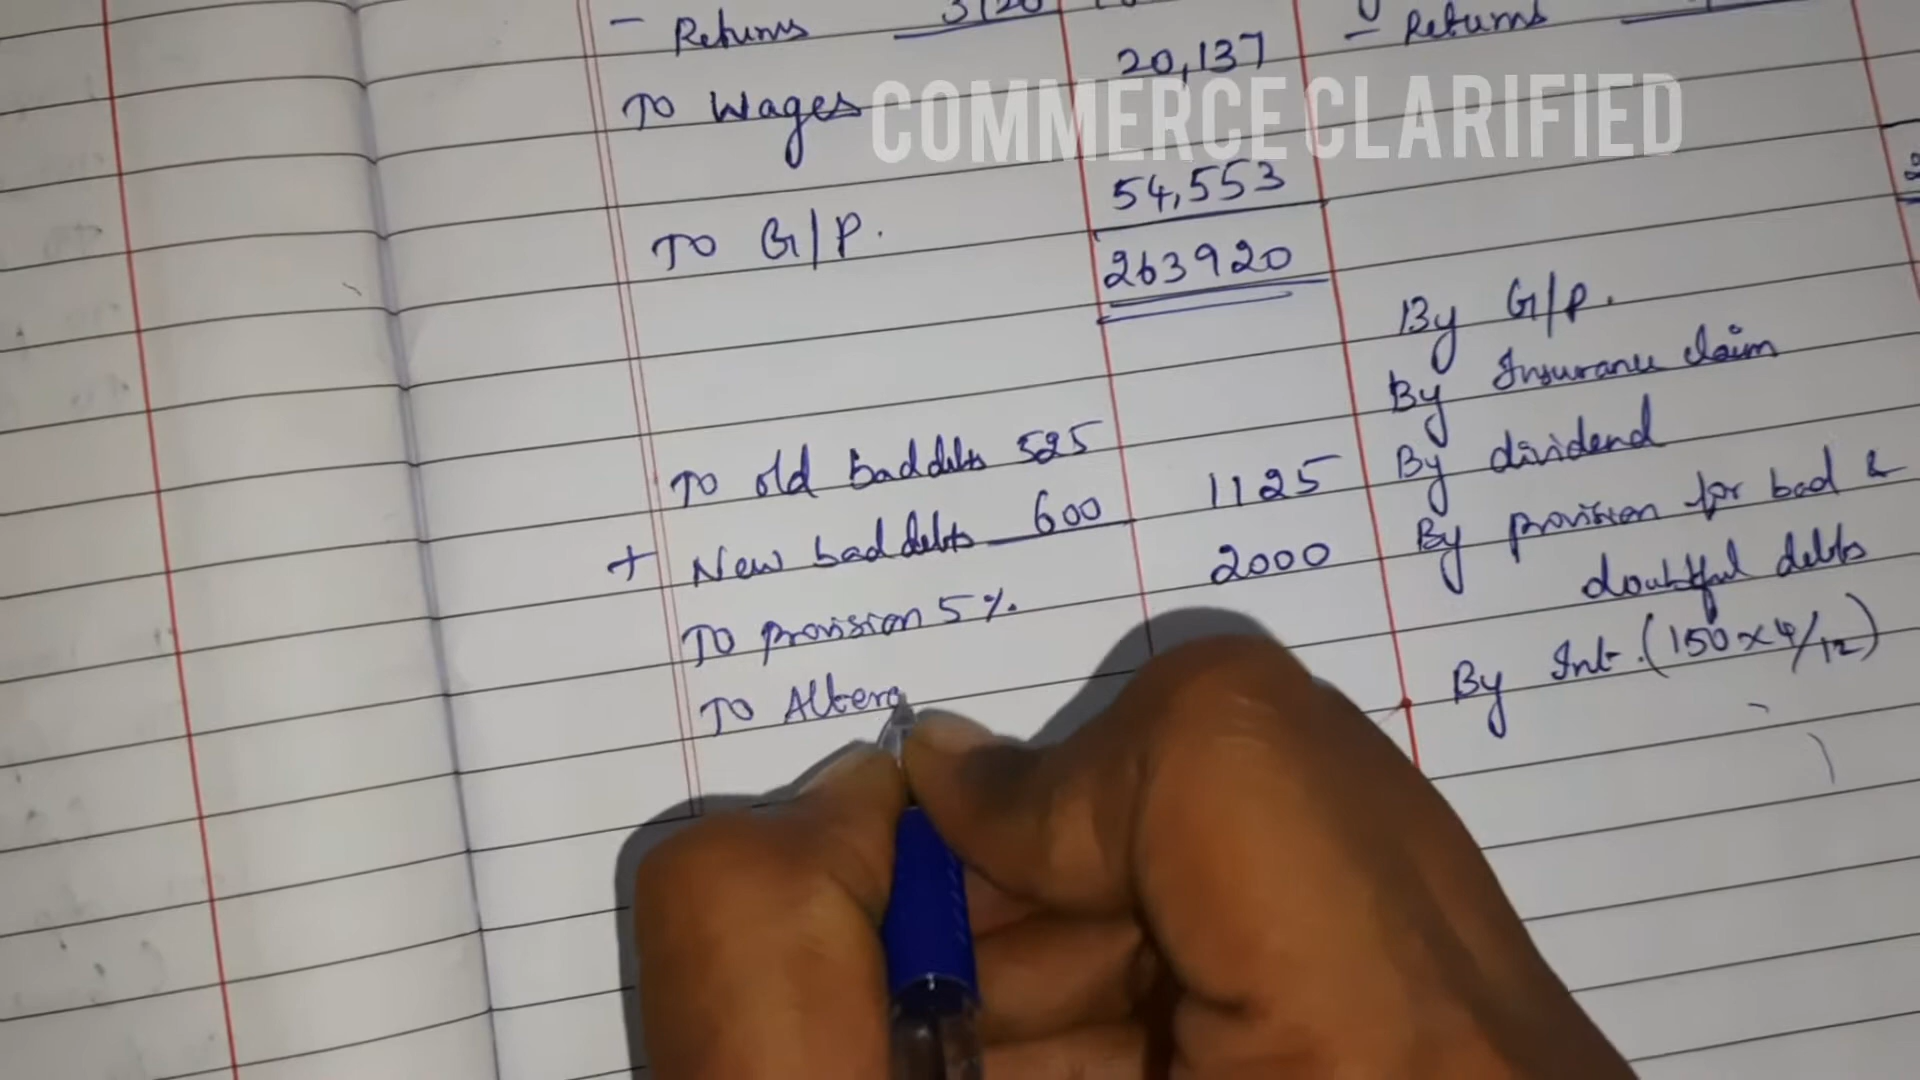 - Returns 3120
- Returns
To Wages 20,137
COMMERCE CLARIFIED
To G/P. 54,553
263920
By G/P.
By Insurance claim
To old bad debts 525
By dividend
+ New bad debts 600 1125
By provision for bad &
doubtful debts
To provision 5%. 2000
By Int. (150 x 4/12)
To Altera